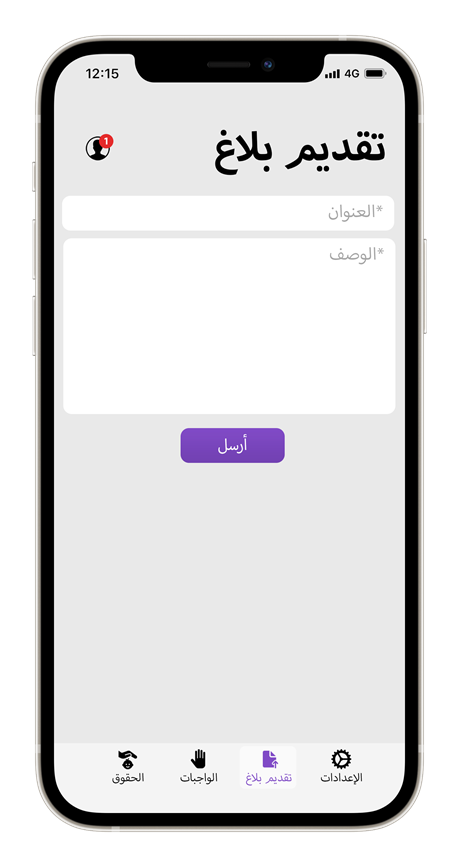 12:15 4G
تقديم بلاغ
1
*العنوان
*الوصف
أرسل
الإعدادات تقديم بلاغ الواجبات الحقوق